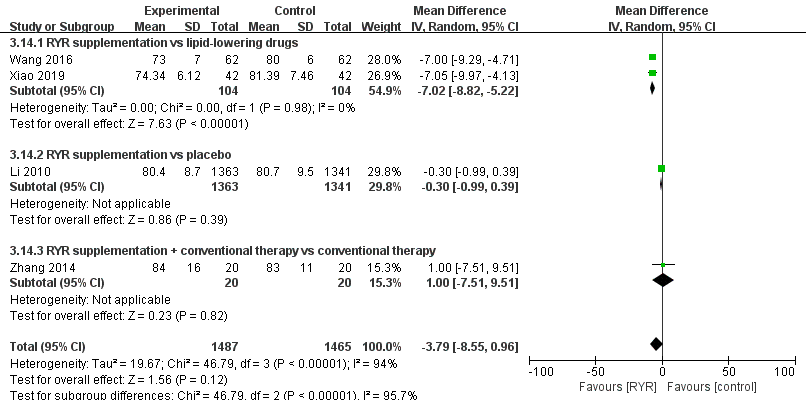 Experimental Control Mean Difference Mean Difference
Study or Subgroup Mean SD Total Mean SD Total Weight IV, Random, 95% CI IV, Random, 95% CI
3.14.1 RYR supplementation vs lipid-lowering drugs
Wang 2016 73 7 62 80 6 62 28.0% -7.00 [-9.29, -4.71]
Xiao 2019 74.34 6.12 42 81.39 7.46 42 26.9% -7.05 [-9.97, -4.13]
Subtotal (95% CI) 104 104 54.9% -7.02 [-8.82, -5.22]
Heterogeneity: Tau² = 0.00; Chi² = 0.00, df = 1 (P = 0.98); I² = 0%
Test for overall effect: Z = 7.63 (P < 0.00001)
3.14.2 RYR supplementation vs placebo
Li 2010 80.4 8.7 1363 80.7 9.5 1341 29.8% -0.30 [-0.99, 0.39]
Subtotal (95% CI) 1363 1341 29.8% -0.30 [-0.99, 0.39]
Heterogeneity: Not applicable
Test for overall effect: Z = 0.86 (P = 0.39)
3.14.3 RYR supplementation + conventional therapy vs conventional therapy
Zhang 2014 84 16 20 83 11 20 15.3% 1.00 [-7.51, 9.51]
Subtotal (95% CI) 20 20 15.3% 1.00 [-7.51, 9.51]
Heterogeneity: Not applicable
Test for overall effect: Z = 0.23 (P = 0.82)
Total (95% CI) 1487 1465 100.0% -3.79 [-8.55, 0.96]
Heterogeneity: Tau² = 19.67; Chi² = 46.79, df = 3 (P < 0.00001); I² = 94%
Test for overall effect: Z = 1.56 (P = 0.12)
Test for subgroup differences: Chi² = 46.79, df = 2 (P < 0.00001), I² = 95.7%
-100 -50 0 50 100
Favours [RYR] Favours [control]